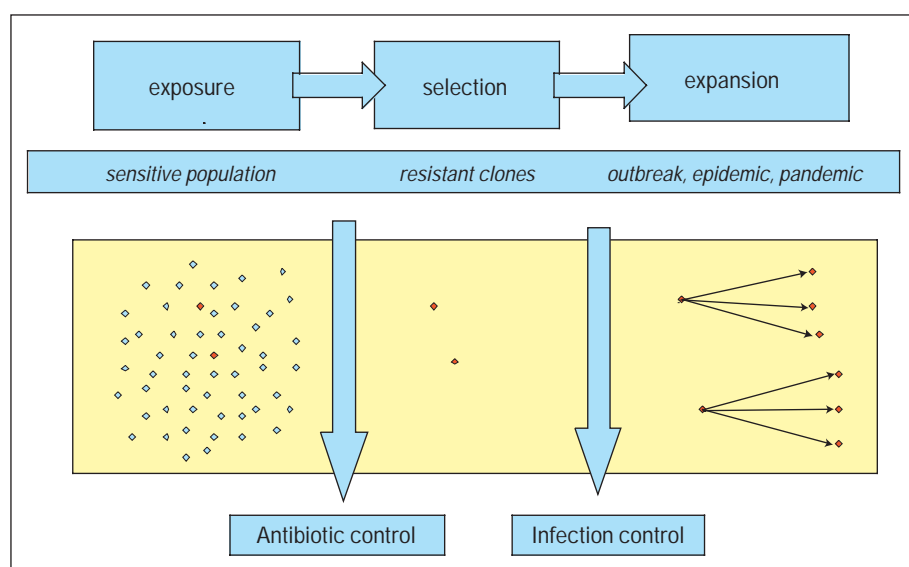 exposure
selection
expansion
sensitive population
resistant clones
outbreak, epidemic, pandemic
Antibiotic control
Infection control